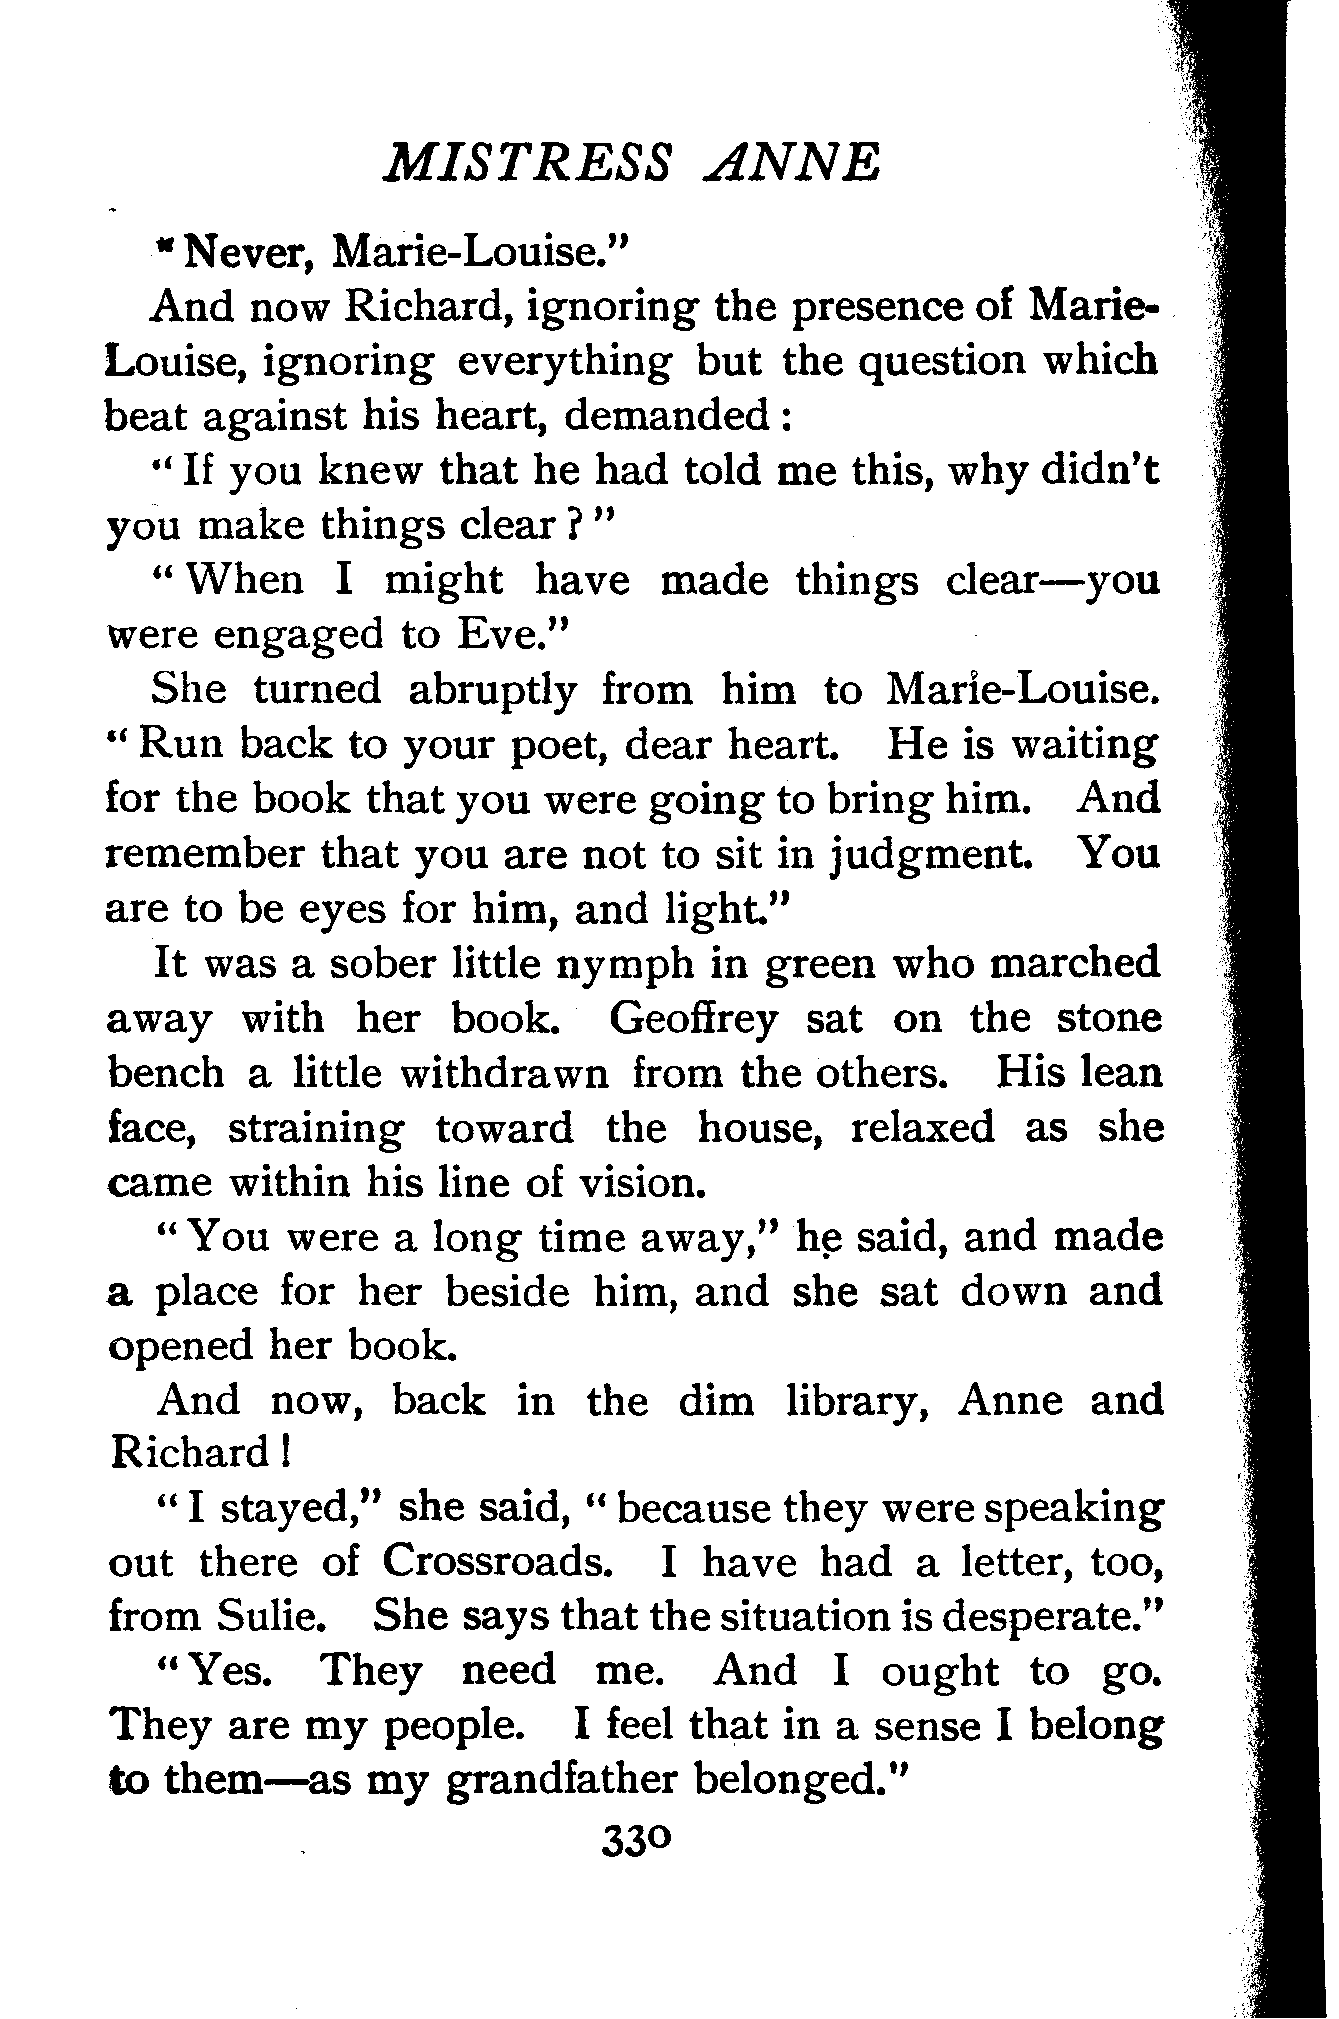 MISTRESS ANNE
"Never, Marie-Louise."
And now Richard, ignoring the presence of Marie-
Louise, ignoring everything but the question which
beat against his heart, demanded :
"If you knew that he had told me this, why didn't
you make things clear ?"
"When I might have made things clear—you
were engaged to Eve."
She turned abruptly from him to Marie-Louise.
"Run back to your poet, dear heart. He is waiting
for the book that you were going to bring him. And
remember that you are not to sit in judgment. You
are to be eyes for him, and light."
It was a sober little nymph in green who marched
away with her book. Geoffrey sat on the stone
bench a little withdrawn from the others. His lean
face, straining toward the house, relaxed as she
came within his line of vision.
"You were a long time away," he said, and made
a place for her beside him, and she sat down and
opened her book.
And now, back in the dim library, Anne and
Richard !
"I stayed," she said, "because they were speaking
out there of Crossroads. I have had a letter, too,
from Sulie. She says that the situation is desperate."
"Yes. They need me. And I ought to go.
They are my people. I feel that in a sense I belong
to them—as my grandfather belonged."
330